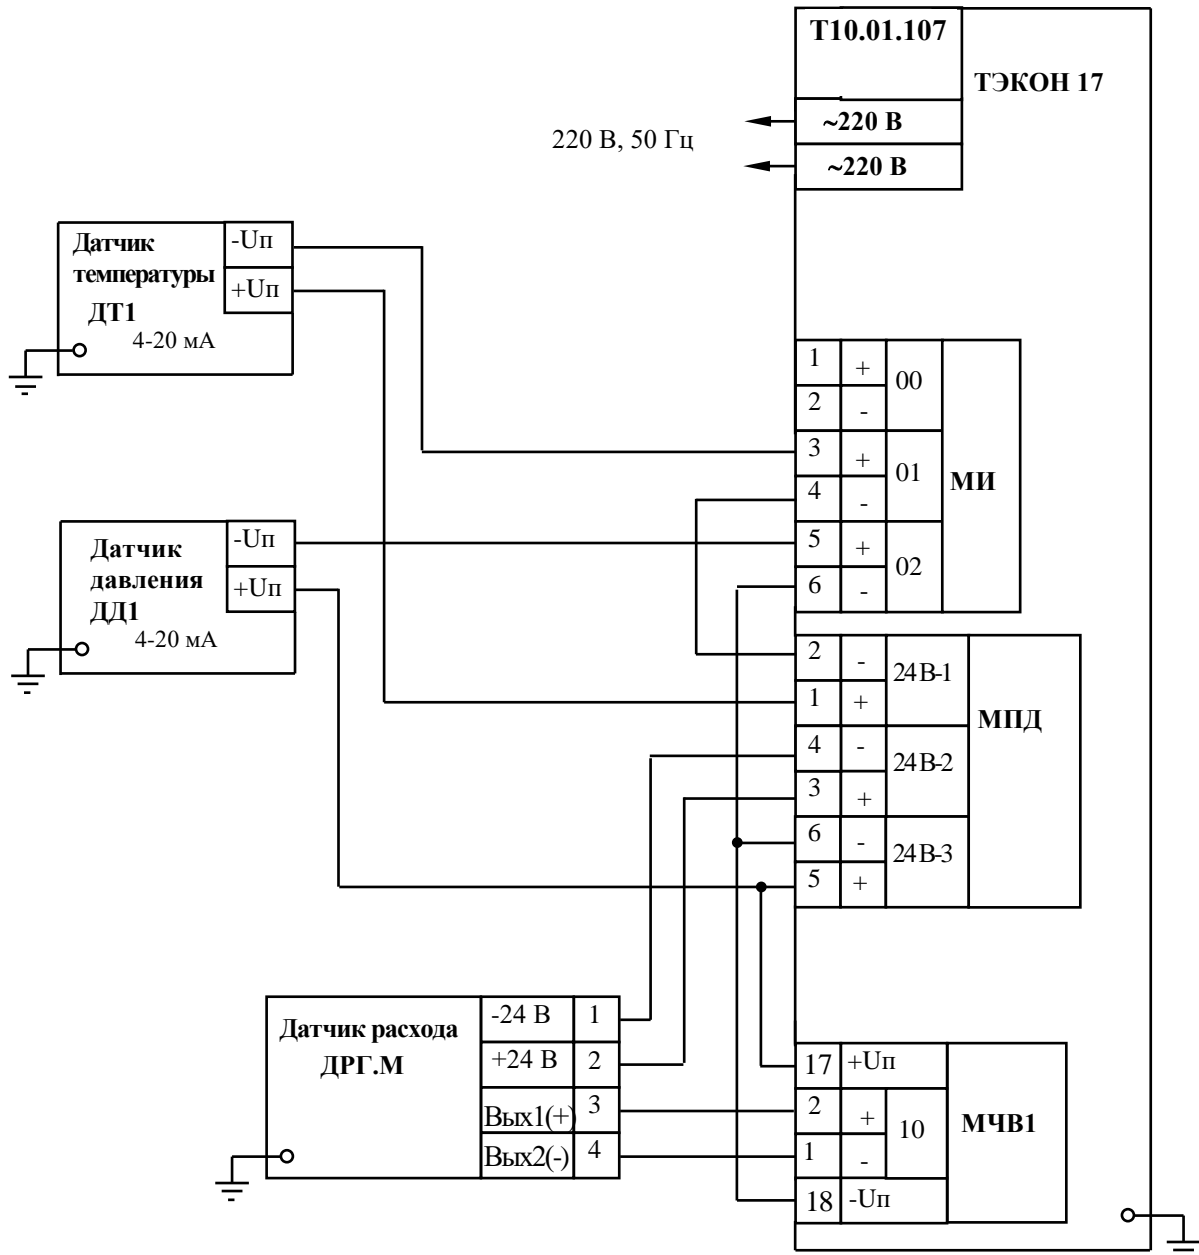 Т10.01.107
ТЭКОН 17
~220 В
220 В, 50 Гц
~220 В
Датчик
температуры
ДТ1
4-20 мА
-Uп
+Uп
Датчик
давления
ДД1
4-20 мА
-Uп
+Uп
1 + 00
2 -
3 + 01
4 -
5 + 02
6 -
МИ
2 - 24В-1
1 +
4 - 24В-2
3 +
6 - 24В-3
5 +
МПД
Датчик расхода
ДРГ.М
-24 В 1
+24 В 2
Вых1(+) 3
Вых2(-) 4
17 +Uп
2 + 10
1 -
18 -Uп
МЧВ1